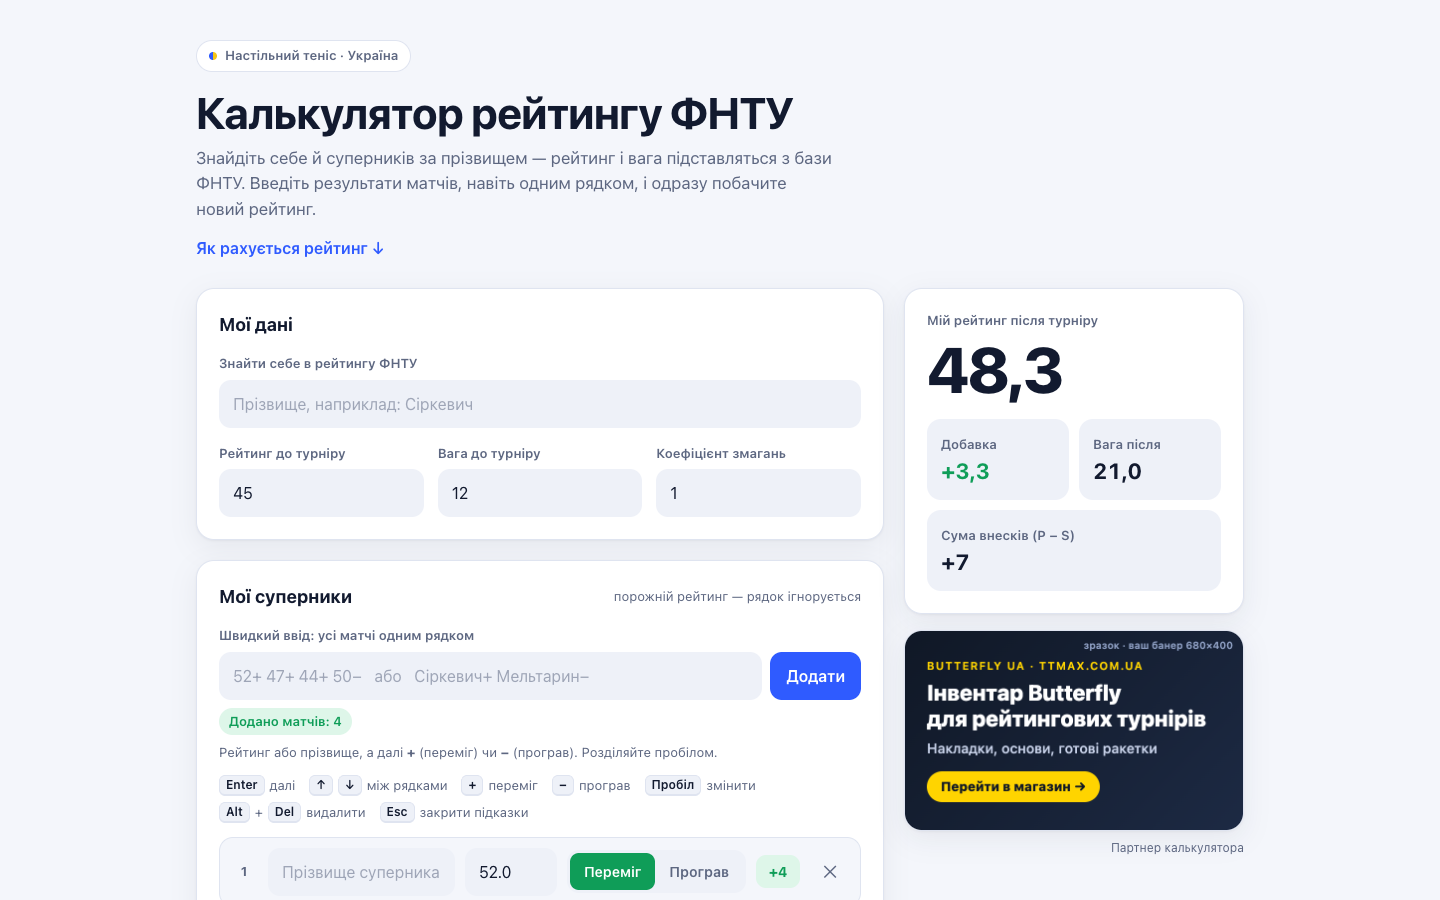 Настільний теніс · Україна
Калькулятор рейтингу ФНТУ
Знайдіть себе й суперників за прізвищем — рейтинг і вага підставляться з бази
ФНТУ. Введіть результати матчів, навіть одним рядком, і одразу побачите
новий рейтинг.
Як рахується рейтинг ↓
Мої дані
Знайти себе в рейтингу ФНТУ
Прізвище, наприклад: Сіркевич
Рейтинг до турніру
Вага до турніру
Коефіцієнт змагань
45
12
1
Мої суперники
порожній рейтинг — рядок ігнорується
Швидкий ввід: усі матчі одним рядком
52+ 47+ 44+ 50− або Сіркевич+ Мельтарин−
Додати
Додано матчів: 4
Рейтинг або прізвище, а далі + (переміг) чи − (програв). Розділяйте пробілом.
Enter далі ↑ ↓ між рядками + переміг − програв Пробіл змінити
Alt + Del видалити Esc закрити підказки
1 Прізвище суперника 52.0 Переміг Програв +4 ×
Мій рейтинг після турніру
48,3
Добавка
+3,3
Вага після
21,0
Сума внесків (P − S)
+7
зразок · ваш банер 680×400
BUTTERFLY UA · TTMAX.COM.UA
Інвентар Butterfly
для рейтингових турнірів
Накладки, основи, готові ракетки
Перейти в магазин →
Партнер калькулятора